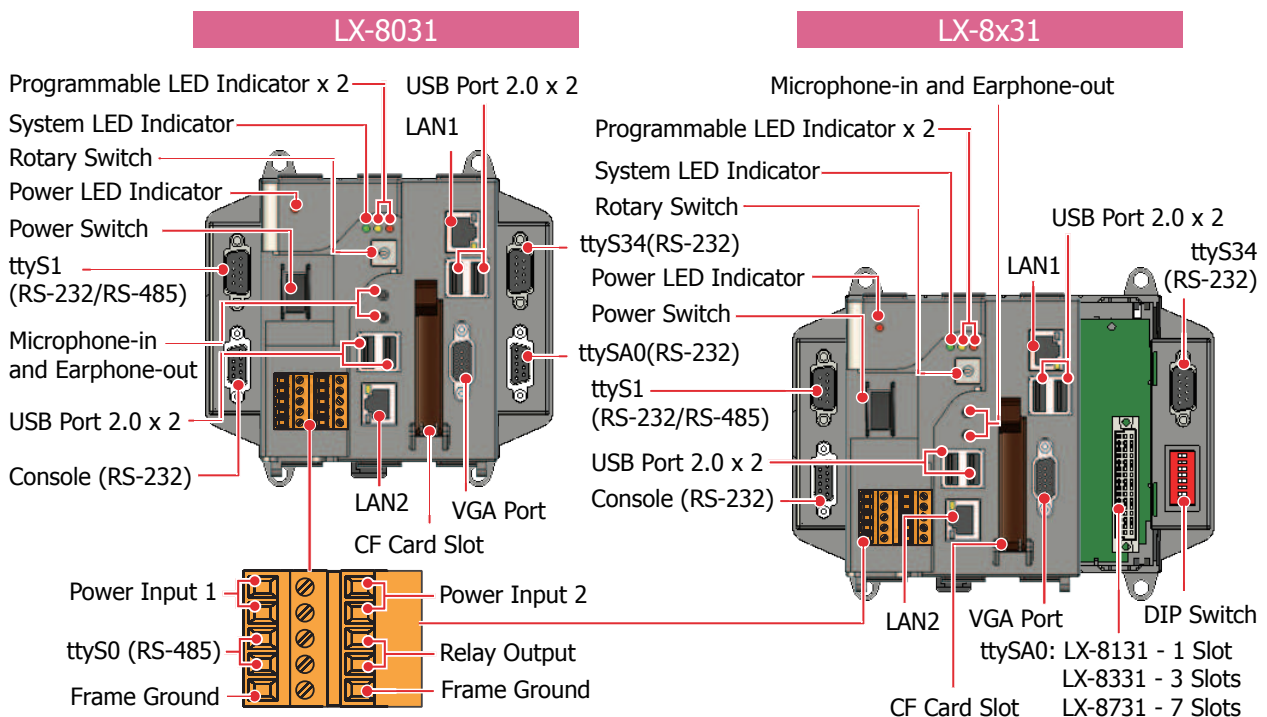 LX-8031
Programmable LED Indicator x 2
USB Port 2.0 x 2
System LED Indicator
LAN1
Rotary Switch
Power LED Indicator
Power Switch
ttyS34(RS-232)
ttyS1
(RS-232/RS-485)
Microphone-in
and Earphone-out
ttySA0(RS-232)
USB Port 2.0 x 2
Console (RS-232)
LAN2
VGA Port
CF Card Slot
Power Input 1
Power Input 2
ttyS0 (RS-485)
Relay Output
Frame Ground
Frame Ground
LX-8x31
Microphone-in and Earphone-out
Programmable LED Indicator x 2
System LED Indicator
Rotary Switch
USB Port 2.0 x 2
ttyS34
(RS-232)
LAN1
Power LED Indicator
Power Switch
ttyS1
(RS-232/RS-485)
USB Port 2.0 x 2
Console (RS-232)
LAN2
VGA Port
DIP Switch
ttySA0: LX-8131 - 1 Slot
LX-8331 - 3 Slots
LX-8731 - 7 Slots
CF Card Slot